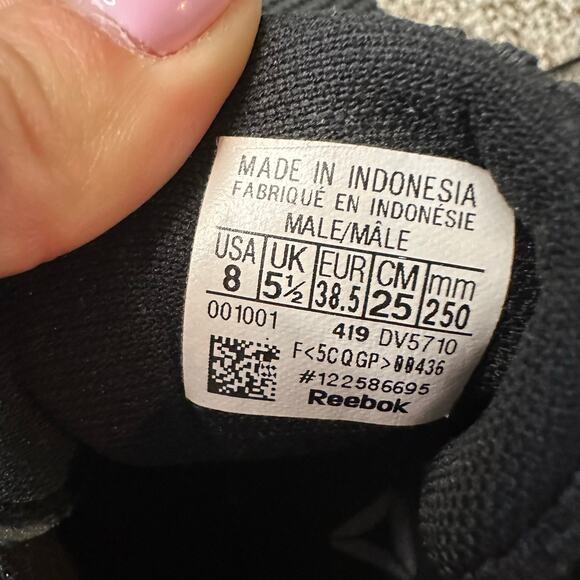 MADE IN INDONESIA
FABRIQUÉ EN INDONÉSIE
MALE/MÂLE
USA UK EUR CM mm
8 5½ 38.5 25 250
001001 419 DV5710
F<5CQGP>00436
#122586695
Reebok